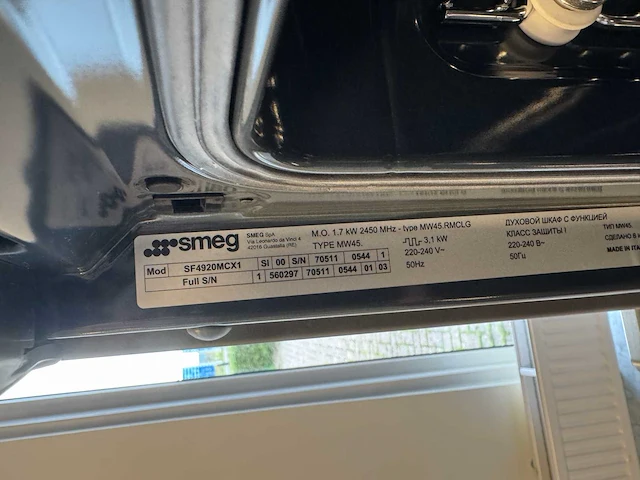 smeg
SMEG SpA
Via Leonardo da Vinci 4
42016 Guastalla (RE)
M.O. 1.7 kW 2450 MHz - type MW45 RMCLG
TYPE MW45.
3,1 kW
220-240 V~
50Hz
ДУХОВОЙ ШКАФ С ФУНКЦИЕЙ
КЛАСС ЗАЩИТЫ I
220-240 В~
50Гц
ТИП MW45.
СДЕЛАНО В
MADE IN ITA
Mod SF4920MCX1 SI 00 S/N 70511 0544 1
Full S/N 1 560297 70511 0544 01 03